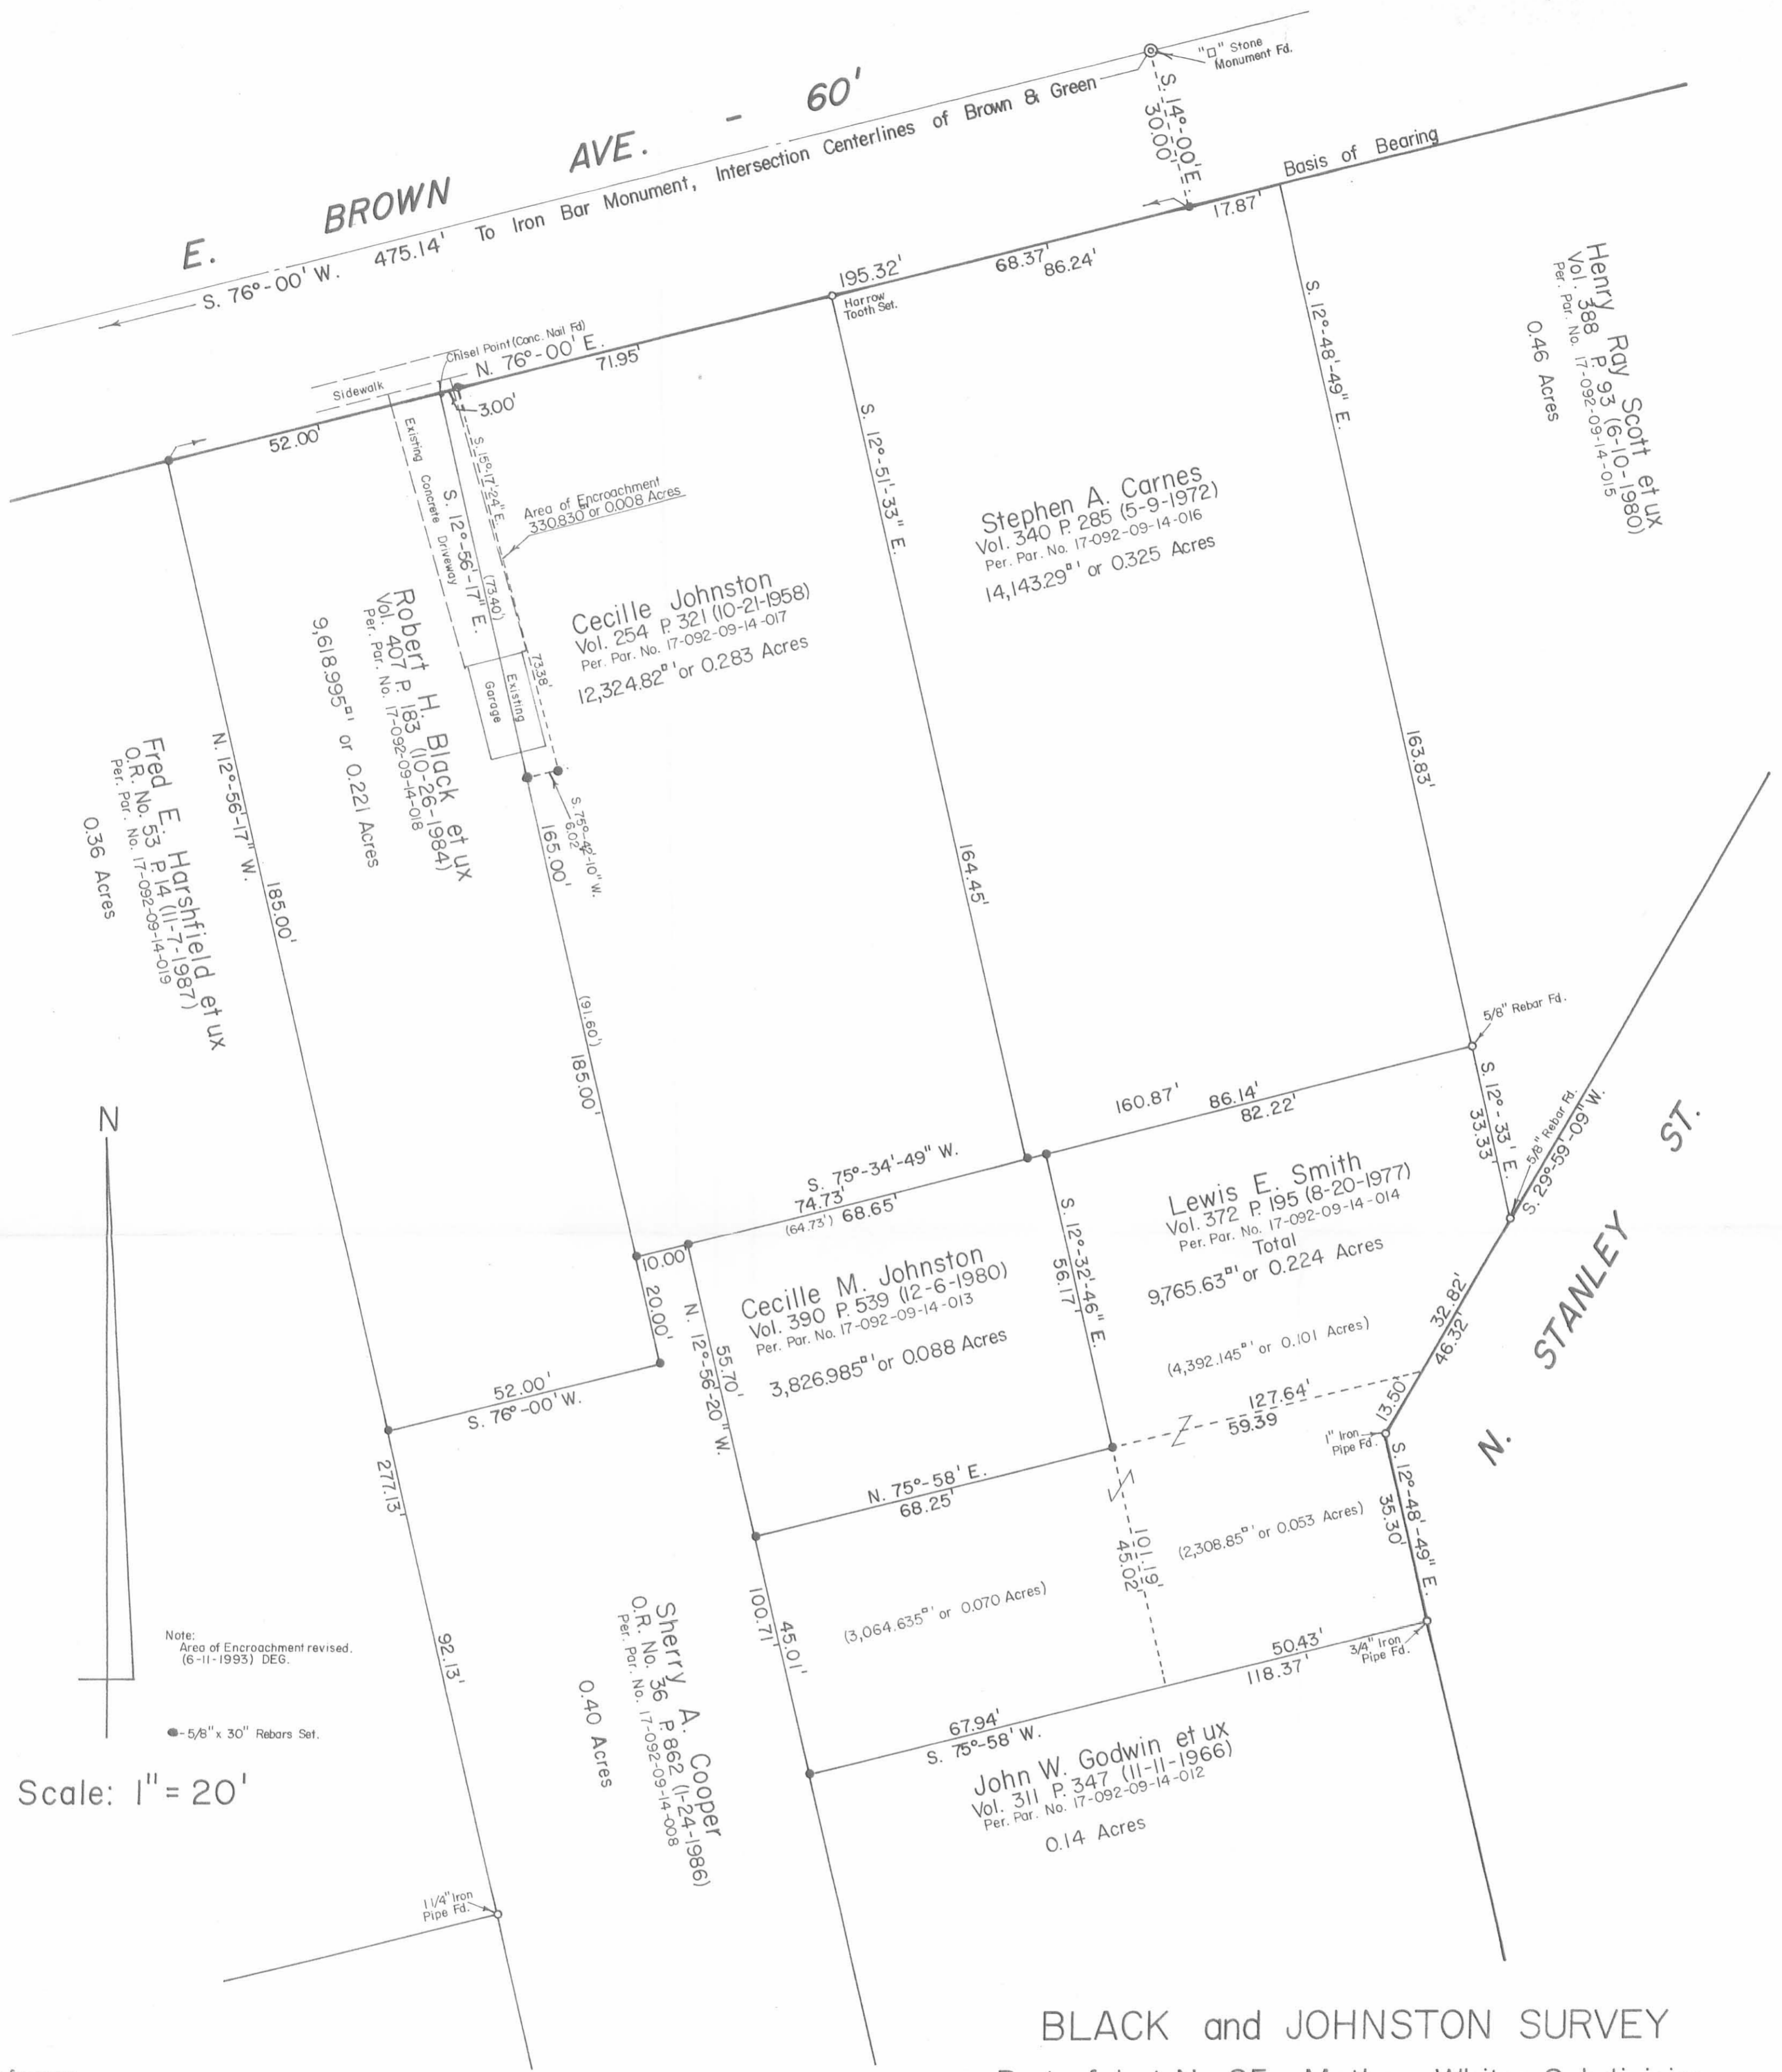 E. BROWN AVE. - 60'
S. 76°-00' W. 475.14' To Iron Bar Monument, Intersection Centerlines of Brown & Green
"□" Stone
Monument Fd.
S. 14°-00' E.
30.00'
Basis of Bearing
17.87'
195.32'
68.37'
86.24'
Harrow
Tooth Set.
Chisel Point (Conc. Nail Fd)
N. 76°-00' E.
71.95'
Sidewalk
3.00'
52.00'
Existing Concrete Driveway
S. 12°-56'-17" E.
(73.40')
S. 15°-17'-24" E.
73.38'
Area of Encroachment
330.830□' or 0.008 Acres
Existing
Garage
S. 75°-42'-10" W.
6.02'
165.00'
(91.60')
185.00'
Henry Ray Scott et ux
Vol. 388 P. 93 (6-10-1980)
Per. Par. No. 17-092-09-14-015
0.46 Acres
S. 12°-48'-49" E.
163.83'
S. 12°-51'-33" E.
164.45'
Stephen A. Carnes
Vol. 340 P. 285 (5-9-1972)
Per. Par. No. 17-092-09-14-016
14,143.29□' or 0.325 Acres
Cecille Johnston
Vol. 254 P. 321 (10-21-1958)
Per. Par. No. 17-092-09-14-017
12,324.82□' or 0.283 Acres
Robert H. Black et ux
Vol. 407 P. 183 (10-26-1984)
Per. Par. No. 17-092-09-14-018
9,618.995□' or 0.221 Acres
N. 12°-56'-17" W.
185.00'
Fred E. Harshfield et ux
O.R. No. 53 P. 14 (11-7-1987)
Per. Par. No. 17-092-09-14-019
0.36 Acres
N
5/8" Rebar Fd.
160.87'
86.14'
82.22'
S. 75°-34'-49" W.
74.73'
(64.73') 68.65'
10.00'
20.00'
S. 12°-33' E.
33.33'
5/8" Rebar Fd.
S. 29°-59'-09" W.
N. STANLEY ST.
Lewis E. Smith
Vol. 372 P. 195 (8-20-1977)
Per. Par. No. 17-092-09-14-014
Total
9,765.63□' or 0.224 Acres
(4,392.145□' or 0.101 Acres)
32.82'
46.32'
13.50'
S. 12°-32'-46" E.
56.17'
Cecille M. Johnston
Vol. 390 P. 539 (12-6-1980)
Per. Par. No. 17-092-09-14-013
3,826.985□' or 0.088 Acres
N. 12°-56'-20" W.
55.70'
127.64'
59.39
1" Iron
Pipe Fd.
S. 12°-48'-49" E.
35.30'
52.00'
S. 76°-00' W.
N. 75°-58' E.
68.25'
277.13'
92.13'
101.19'
45.02'
(2,308.85□' or 0.053 Acres)
(3,064.635□' or 0.070 Acres)
100.71'
45.01'
50.43'
118.37'
3/4" Iron
Pipe Fd.
67.94'
S. 75°-58' W.
John W. Godwin et ux
Vol. 311 P. 347 (11-11-1966)
Per. Par. No. 17-092-09-14-012
0.14 Acres
Sherry A. Cooper
O.R. No. 36 P. 862 (1-24-1986)
Per. Par. No. 17-092-09-14-008
0.40 Acres
Note:
Area of Encroachment revised.
(6-11-1993) DEG.
●-5/8" x 30" Rebars Set.
Scale: 1" = 20'
1 1/4" Iron
Pipe Fd.
BLACK and JOHNSTON SURVEY